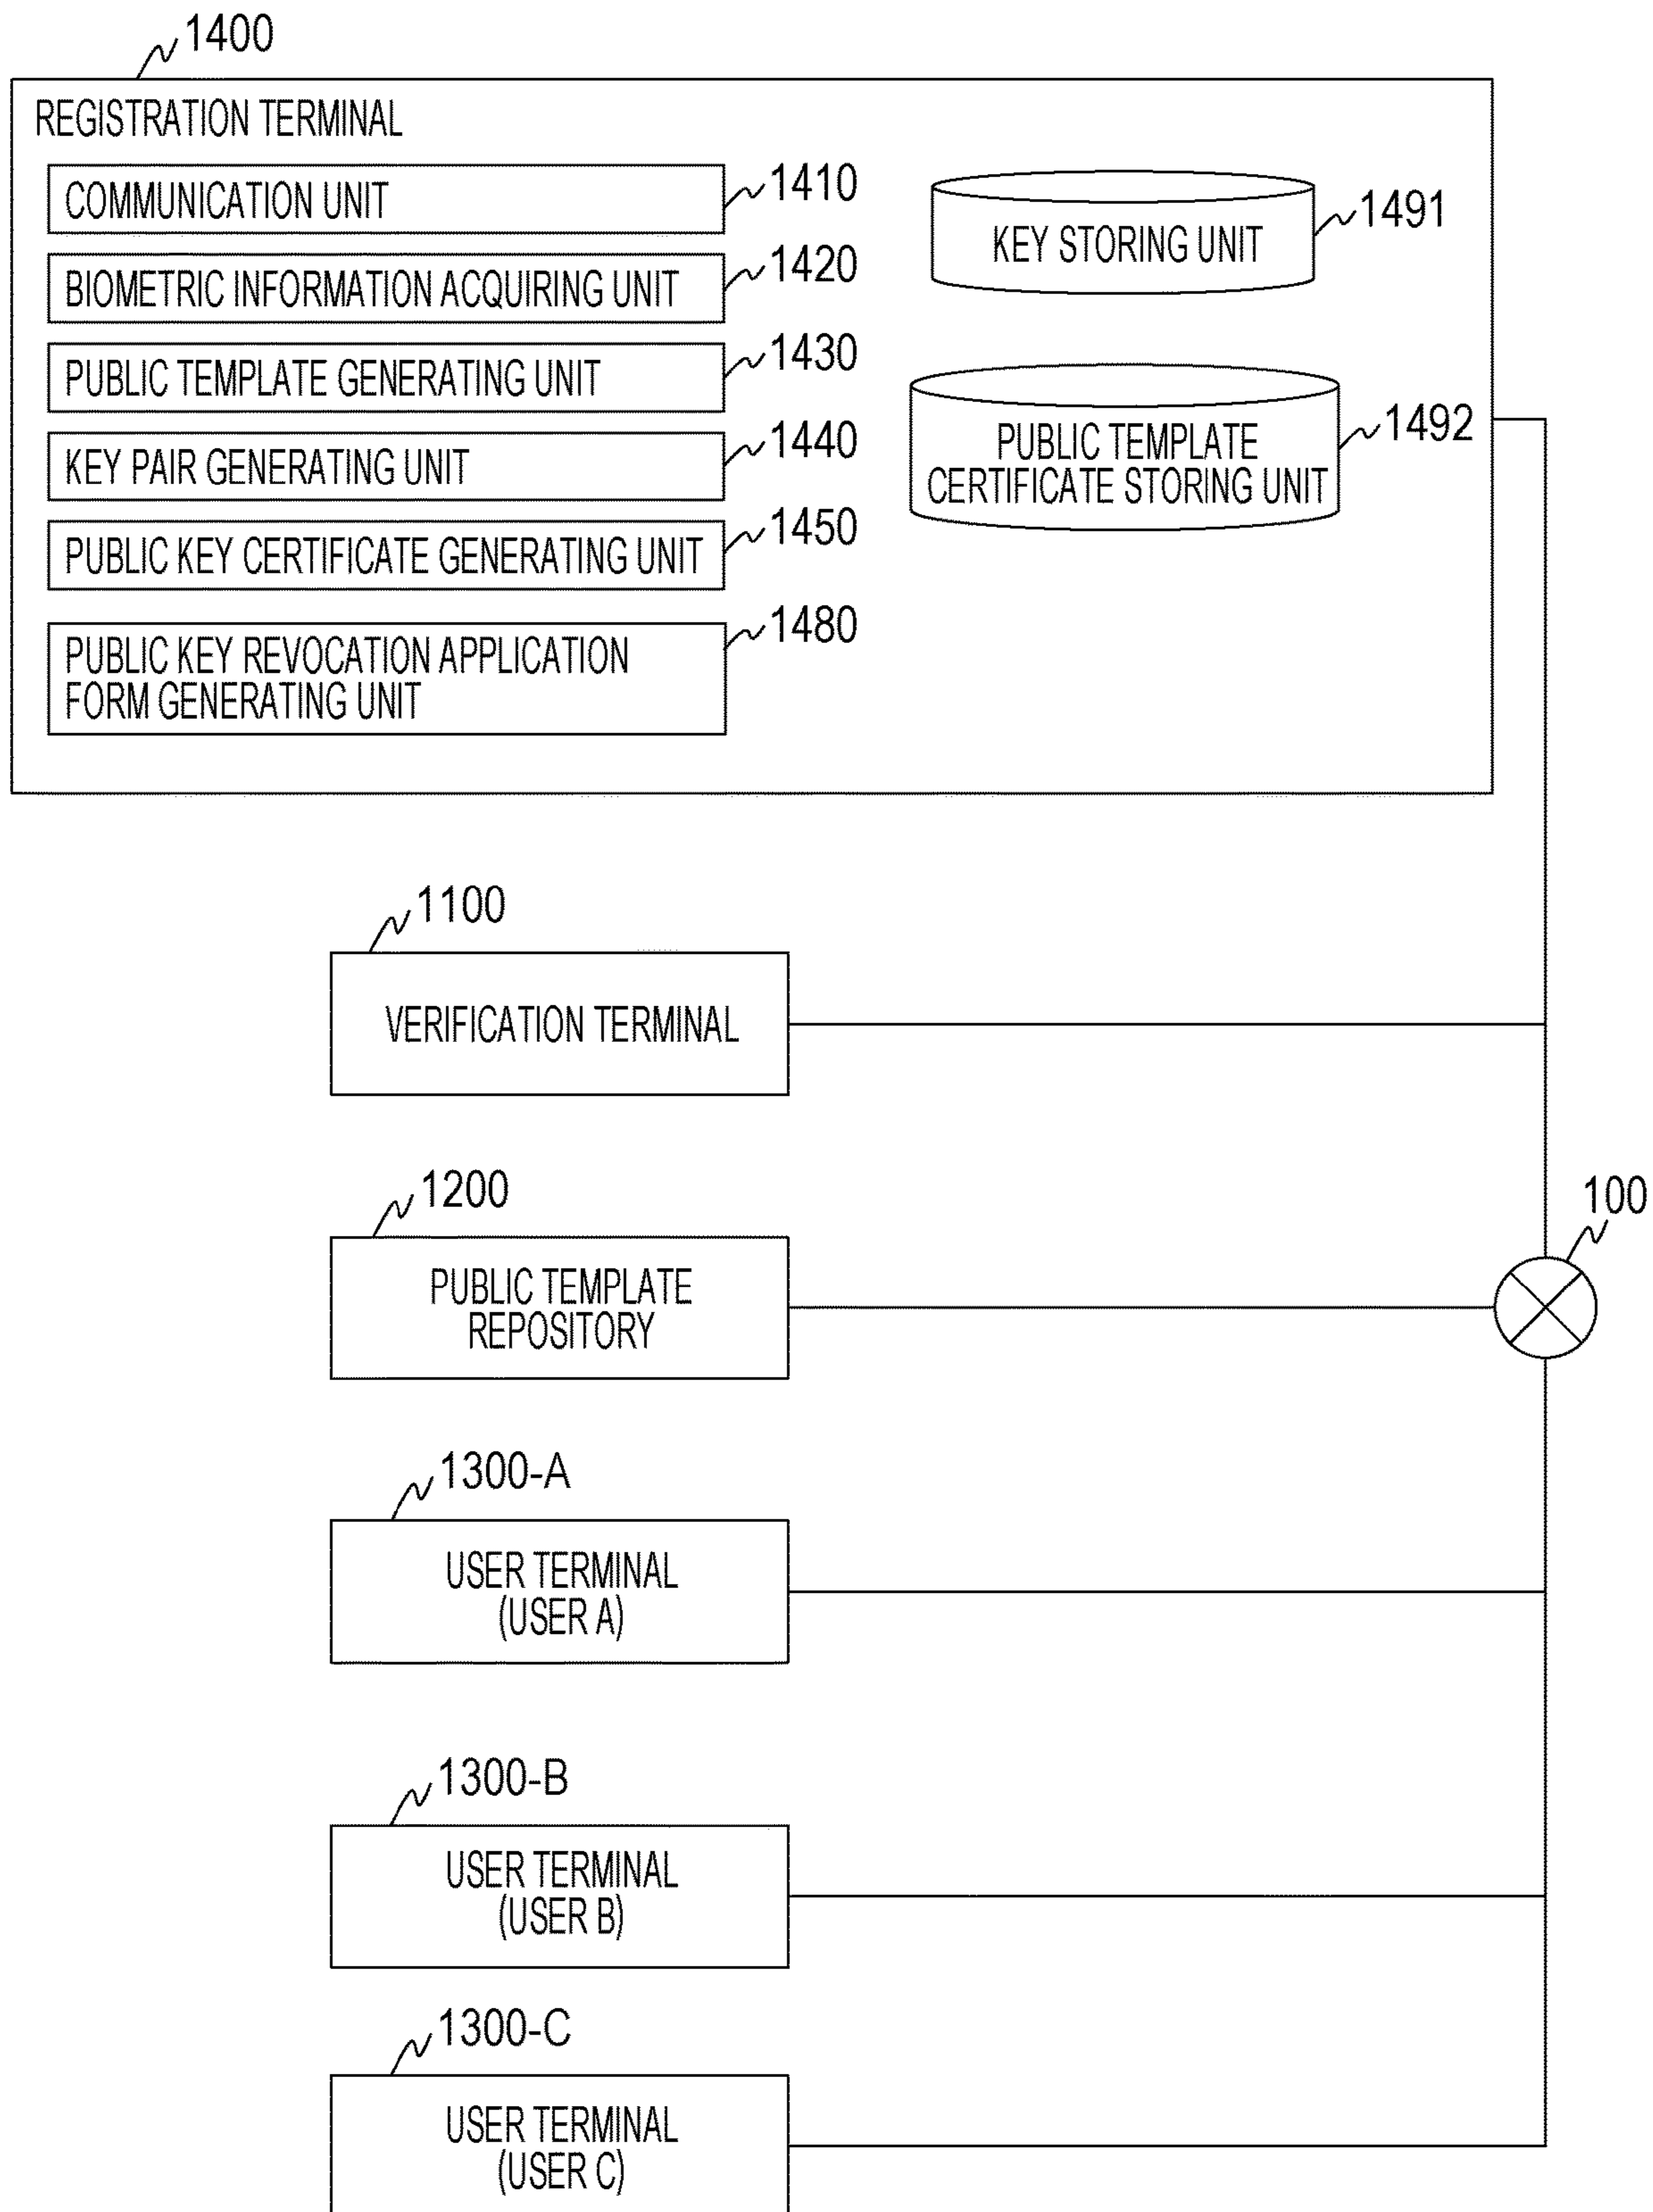 1400
REGISTRATION TERMINAL
COMMUNICATION UNIT
1410
BIOMETRIC INFORMATION ACQUIRING UNIT
1420
PUBLIC TEMPLATE GENERATING UNIT
1430
KEY PAIR GENERATING UNIT
1440
PUBLIC KEY CERTIFICATE GENERATING UNIT
1450
PUBLIC KEY REVOCATION APPLICATION
FORM GENERATING UNIT
1480
KEY STORING UNIT
1491
PUBLIC TEMPLATE
CERTIFICATE STORING UNIT
1492
1100
VERIFICATION TERMINAL
1200
PUBLIC TEMPLATE
REPOSITORY
100
1300-A
USER TERMINAL
(USER A)
1300-B
USER TERMINAL
(USER B)
1300-C
USER TERMINAL
(USER C)